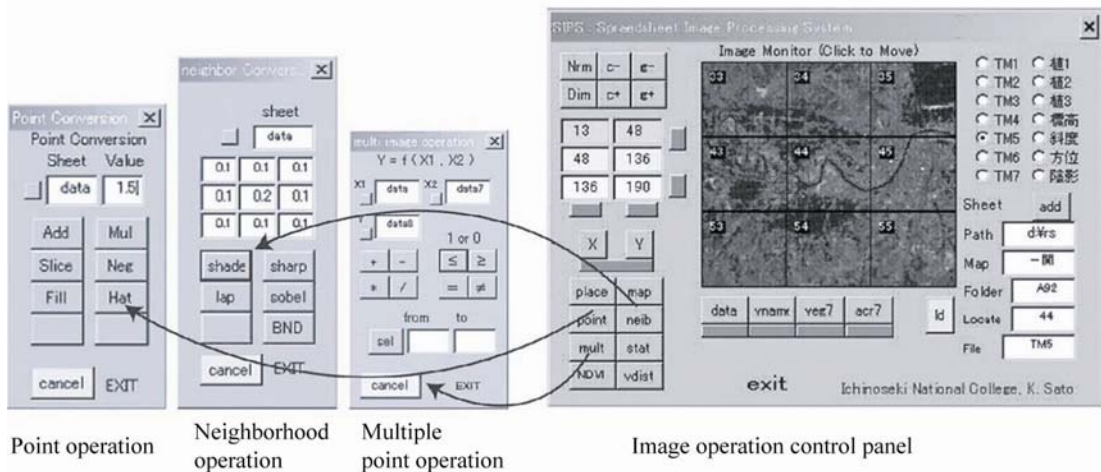 Point Conversion
Point Conversion
Sheet Value
data 1.5
Add Mul
Slice Neg
Fill Hat
cancel EXIT
Point operation
neighbor Convers...
sheet
data
0.1 0.1 0.1
0.1 0.2 0.1
0.1 0.1 0.1
shade sharp
lap sobel
BND
cancel EXIT
Neighborhood
operation
multi image operation
Y = f ( X1 , X2 )
X1 data X2 data7
data8
1 or 0
+ - ≤ ≥
* / = ≠
from to
sel
cancel EXIT
Multiple
point operation
SIPS : Spreadsheet Image Processing System
Image Monitor (Click to Move)
Nrm c- g-
Dim c+ g+
13 48
48 136
136 190
X Y
place map
point neib
mult stat
NDVI vdist
33 34 35
43 44 45
53 54 55
data vnamx veg7 acr7
exit
TM1 植1
TM2 植2
TM3 植3
TM4 標高
TM5 斜度
TM6 方位
TM7 陰影
Sheet add
Path d:¥rs
Map 一関
Folder A92
Locate 44
File TM5
ld
Ichinoseki National College, K. Sato
Image operation control panel